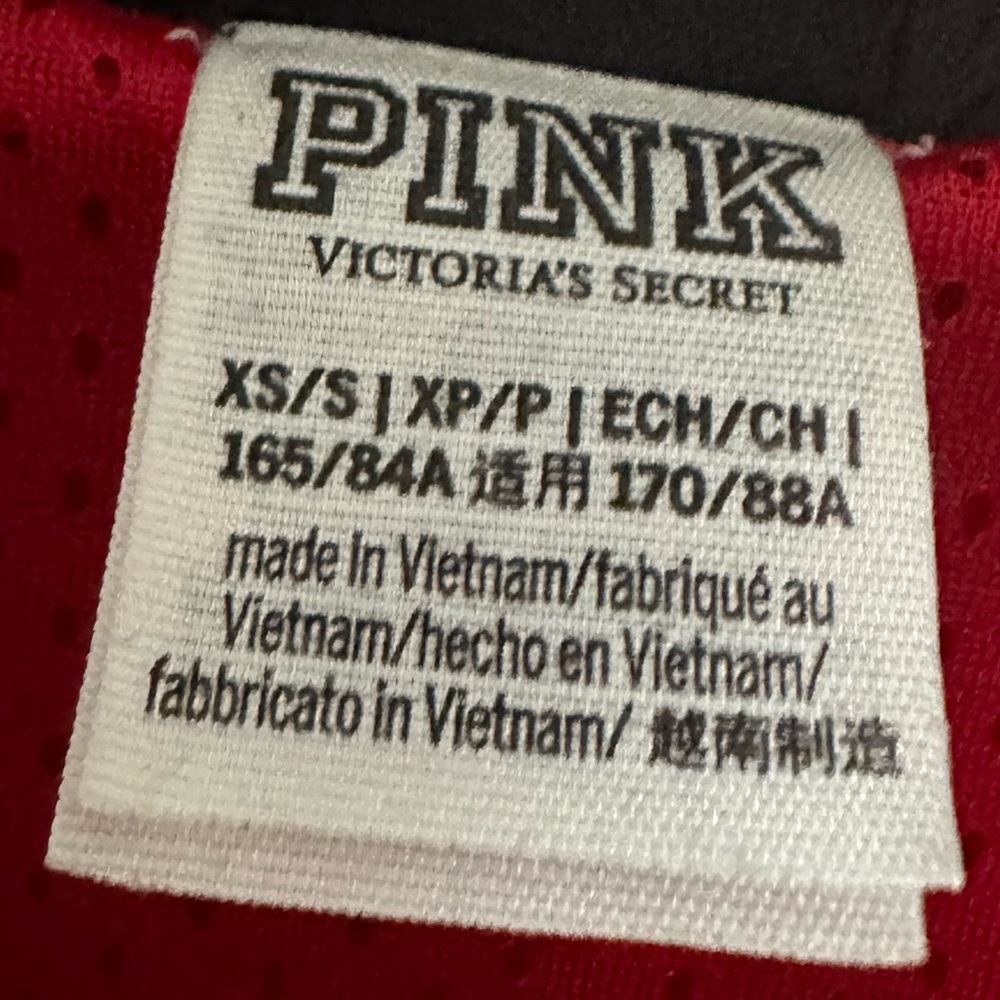 PINK
VICTORIA'S SECRET
XS/S | XP/P | ECH/CH |
165/84A 适用 170/88A
made in Vietnam/fabriqué au
Vietnam/hecho en Vietnam/
fabbricato in Vietnam/ 越南制造